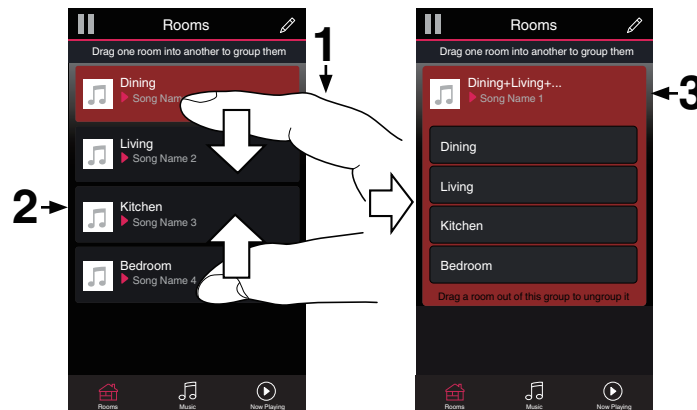 Rooms
Drag one room into another to group them
Dining
Song Nam
Living
Song Name 2
Kitchen
Song Name 3
Bedroom
Song Name 4
Rooms
Music
Now Playing
1
2
Rooms
Drag one room into another to group them
Dining+Living+...
Song Name 1
Dining
Living
Kitchen
Bedroom
Drag a room out of this group to ungroup it
Rooms
Music
Now Playing
3